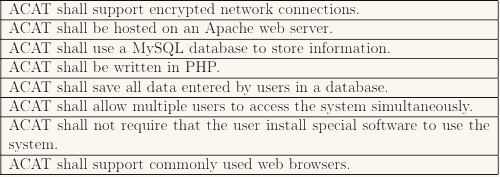 ACAT shall support encrypted network connections.
ACAT shall be hosted on an Apache web server.
ACAT shall use a MySQL database to store information.
ACAT shall be written in PHP.
ACAT shall save all data entered by users in a database.
ACAT shall allow multiple users to access the system simultaneously.
ACAT shall not require that the user install special software to use the
system.
ACAT shall support commonly used web browsers.